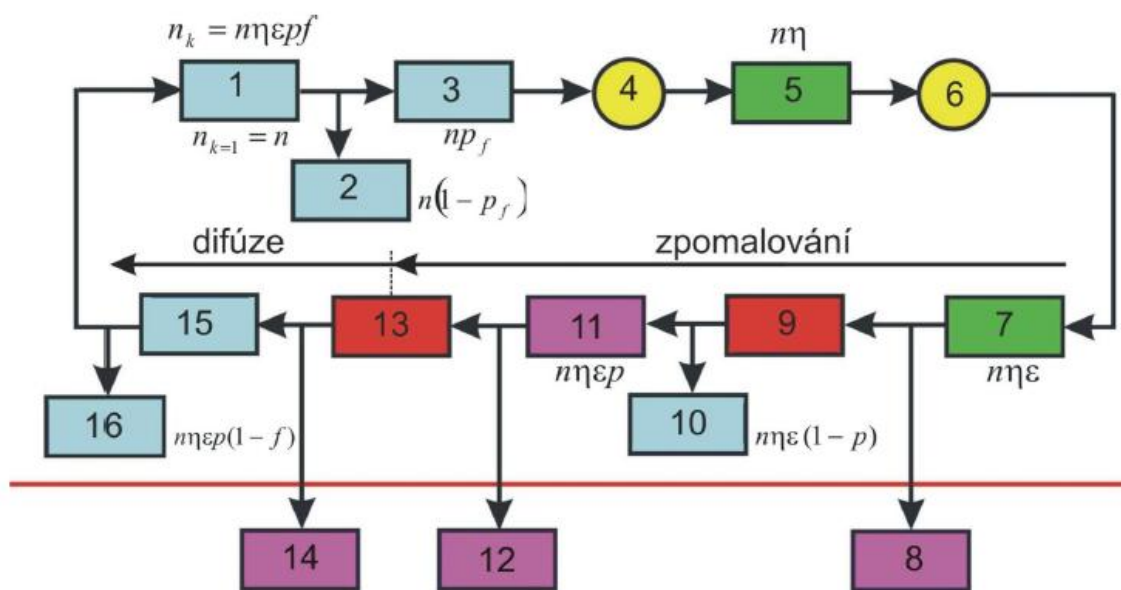 n_k = nηεpf
nη
1
3
4
5
6
n_{k=1} = n
np_f
2
n(1 − p_f)
difúze
zpomalování
15
13
11
9
7
nηεp
nηε
16
nηεp(1 − f)
10
nηε(1 − p)
14
12
8